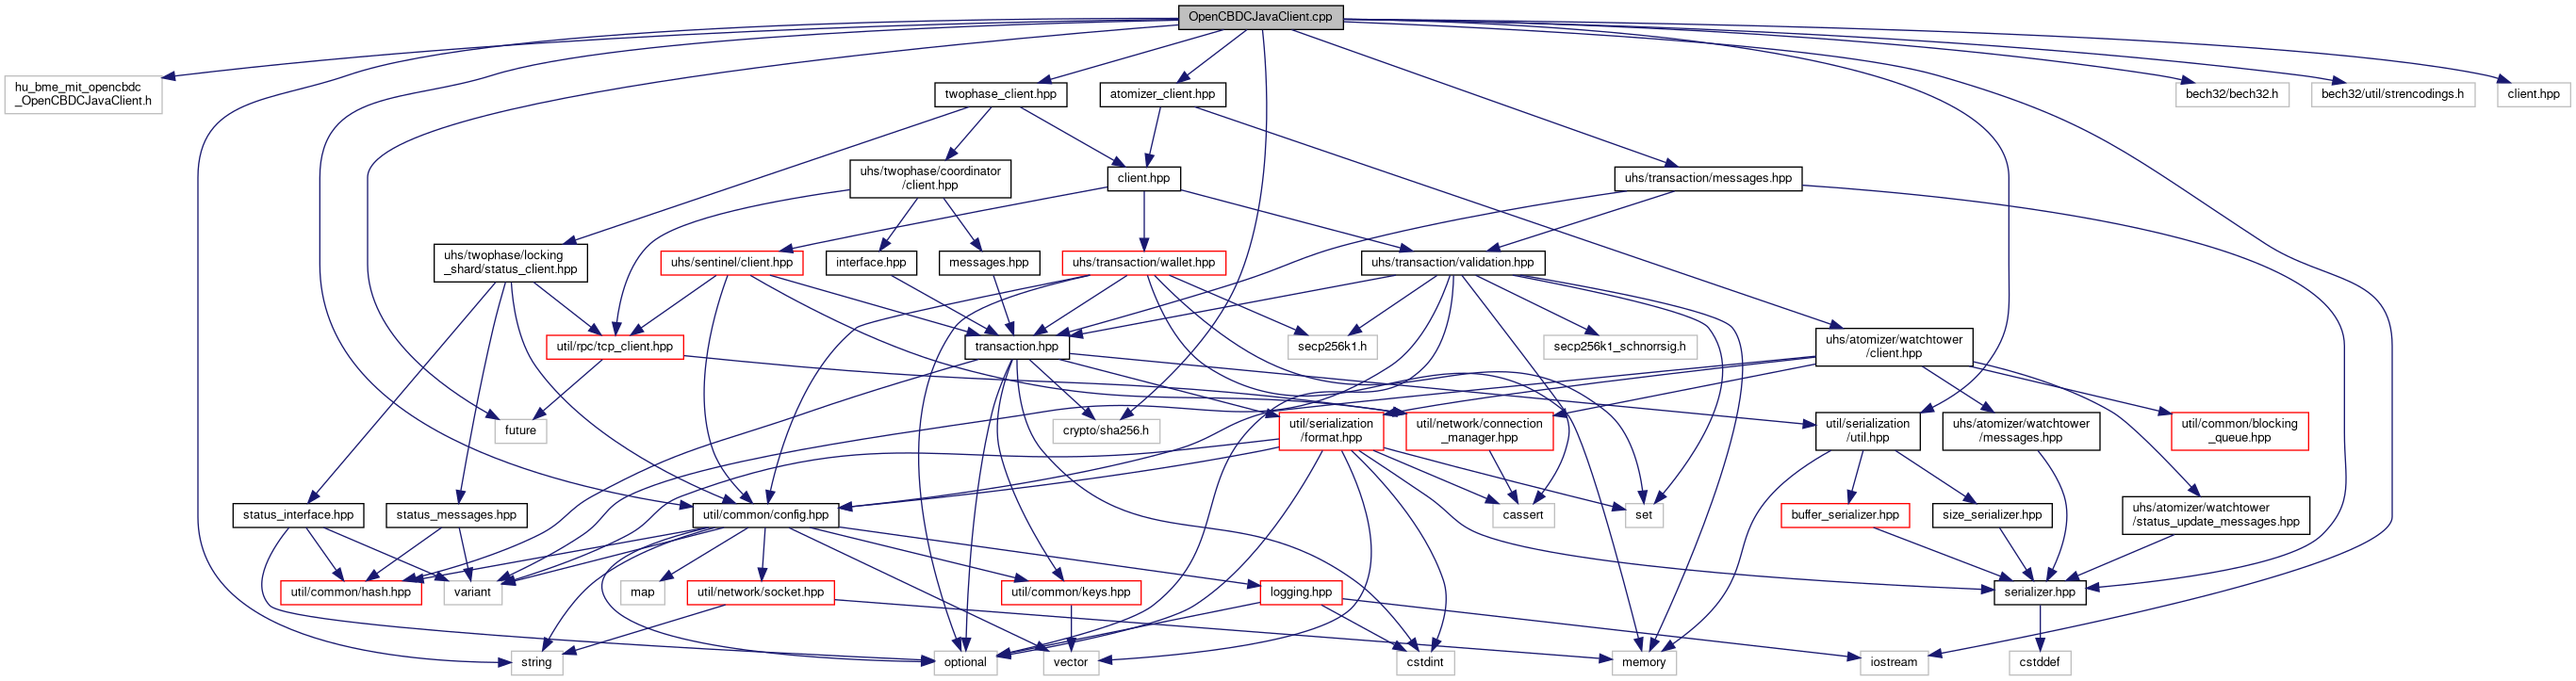 OpenCBDCJavaClient.cpp
hu_bme_mit_opencbdc
_OpenCBDCJavaClient.h
twophase_client.hpp
atomizer_client.hpp
bech32/bech32.h
bech32/util/strencodings.h
client.hpp
uhs/twophase/coordinator
/client.hpp
client.hpp
uhs/transaction/messages.hpp
uhs/twophase/locking
_shard/status_client.hpp
uhs/sentinel/client.hpp
interface.hpp
messages.hpp
uhs/transaction/wallet.hpp
uhs/transaction/validation.hpp
util/rpc/tcp_client.hpp
transaction.hpp
secp256k1.h
secp256k1_schnorrsig.h
uhs/atomizer/watchtower
/client.hpp
future
crypto/sha256.h
util/serialization
/format.hpp
util/network/connection
_manager.hpp
util/serialization
/util.hpp
uhs/atomizer/watchtower
/messages.hpp
util/common/blocking
_queue.hpp
status_interface.hpp
status_messages.hpp
util/common/config.hpp
cassert
set
buffer_serializer.hpp
size_serializer.hpp
uhs/atomizer/watchtower
/status_update_messages.hpp
util/common/hash.hpp
variant
map
util/network/socket.hpp
util/common/keys.hpp
logging.hpp
serializer.hpp
string
optional
vector
cstdint
memory
iostream
cstddef